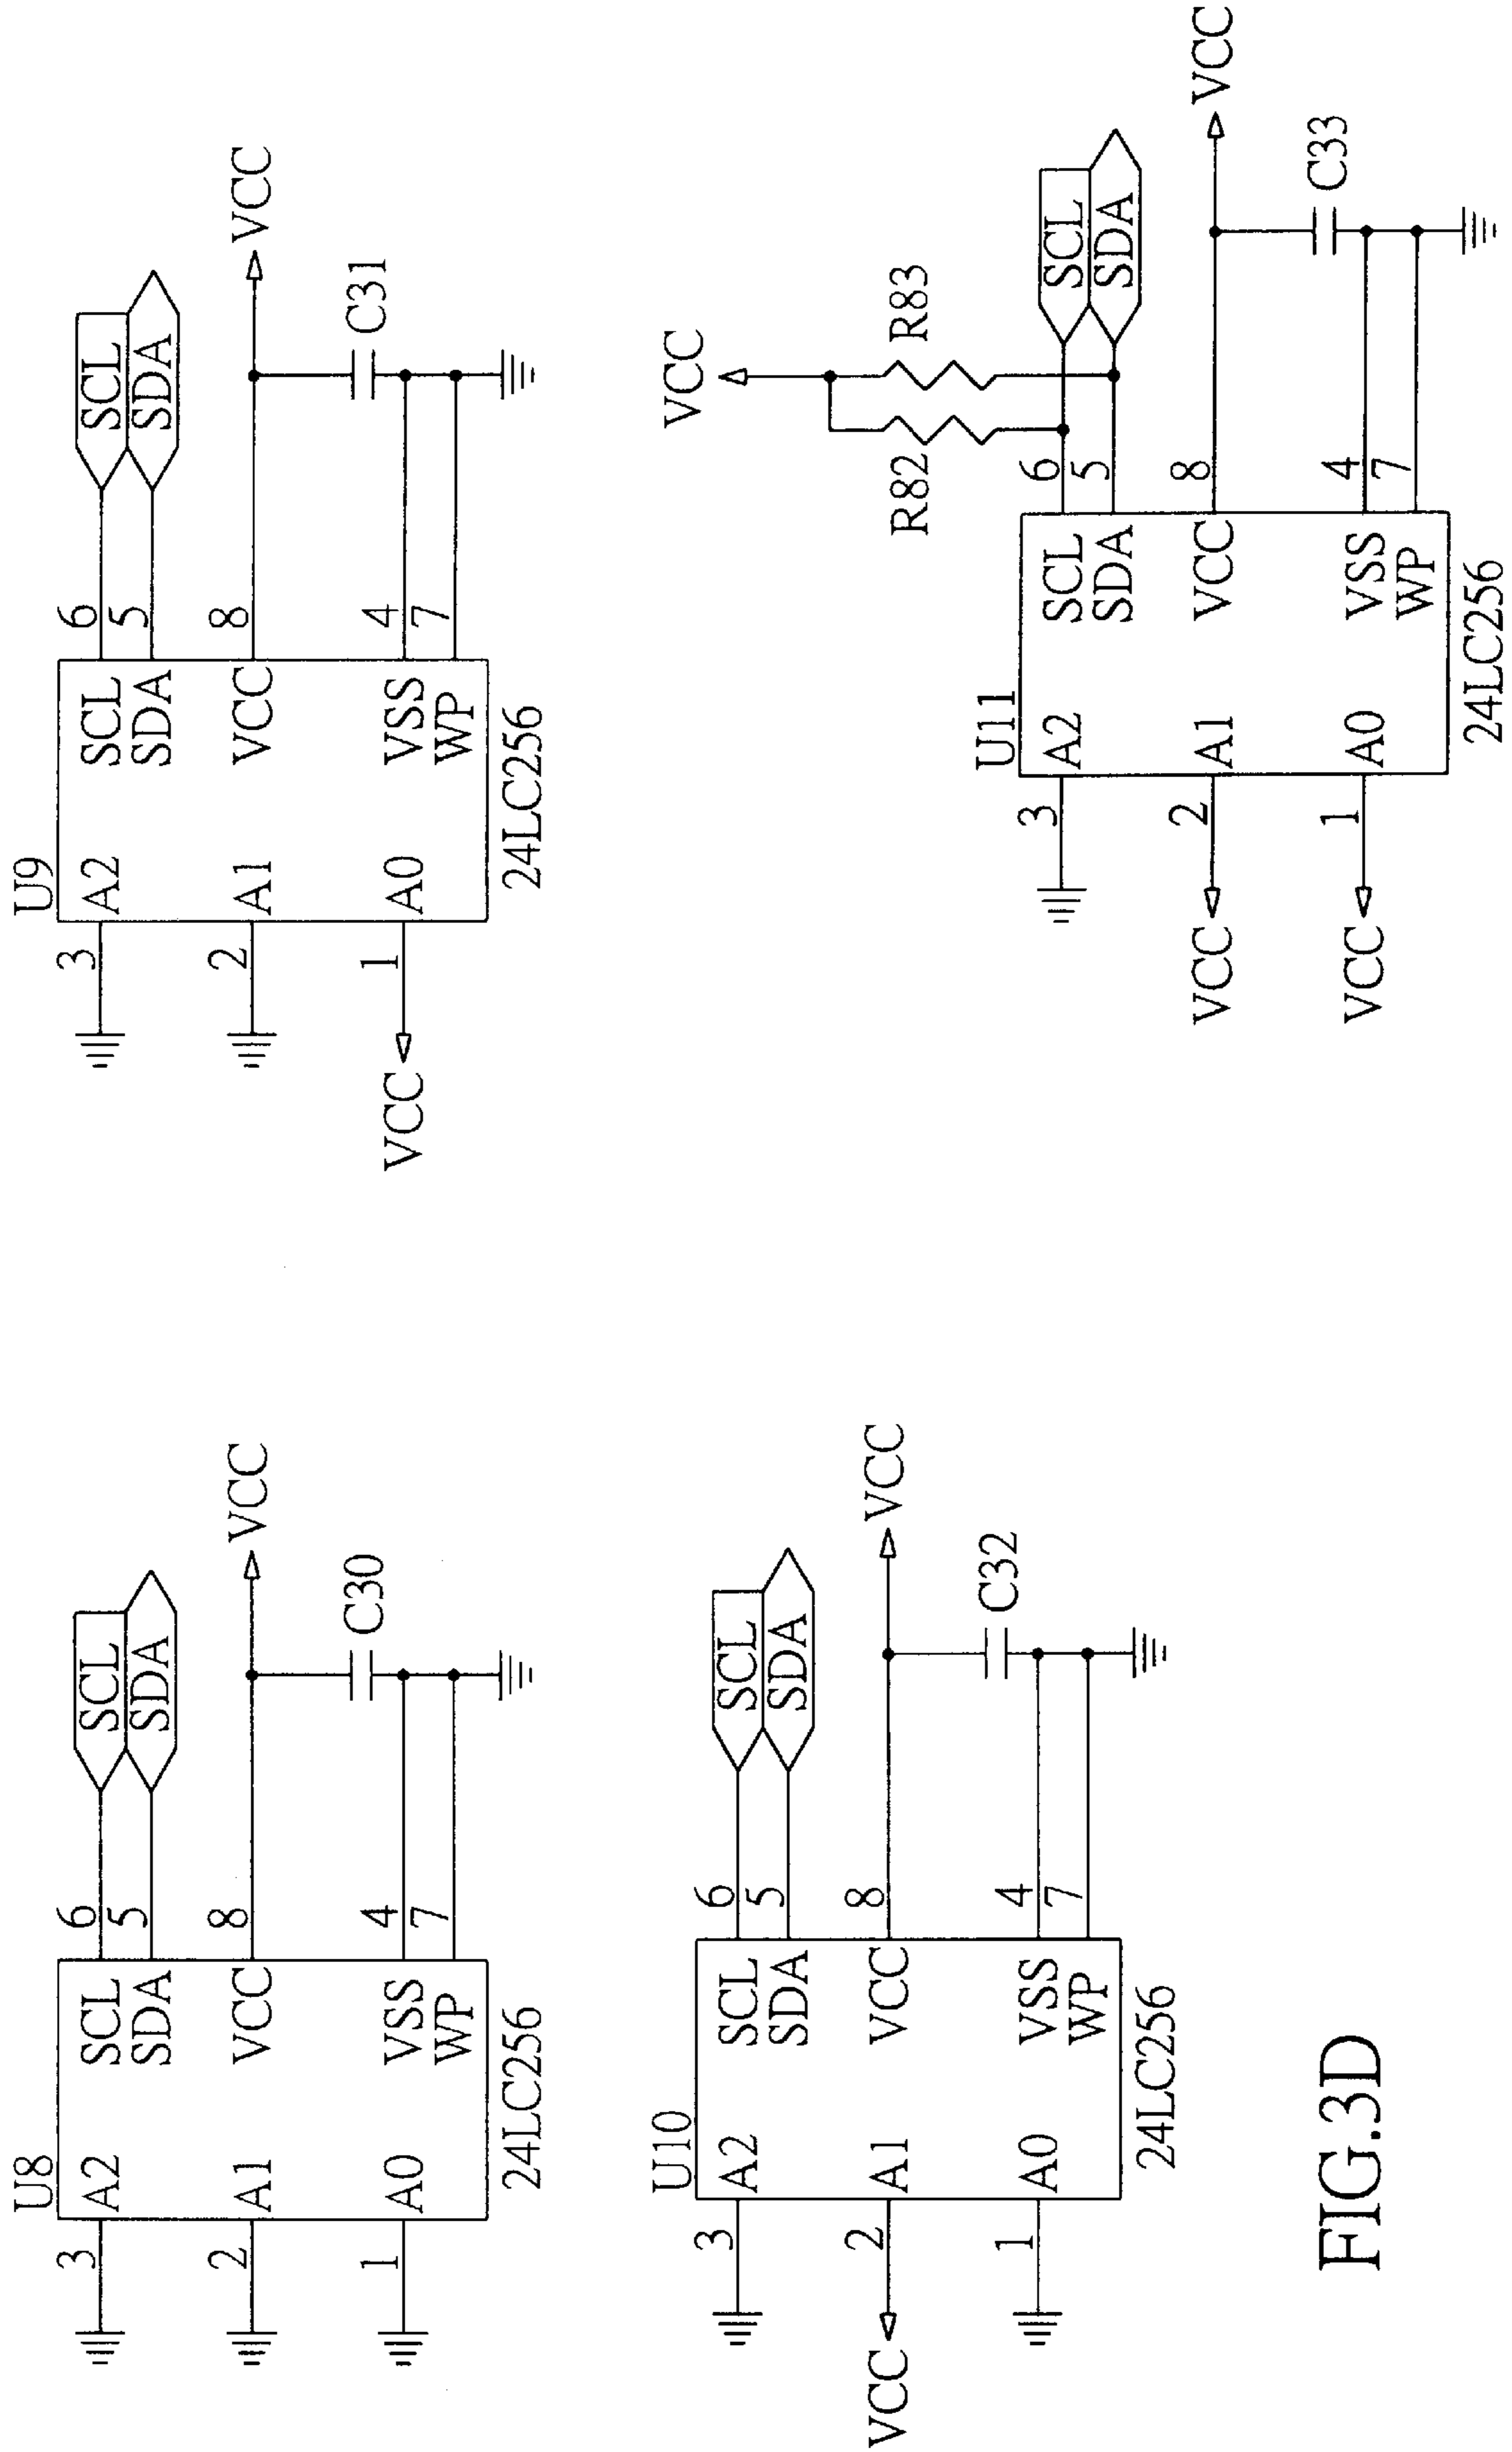 U8
3 A2 SCL 6 SCL
SDA 5 SDA
2 A1 VCC 8 VCC
C30
1 A0 VSS 4
WP 7
24LC256
U9
3 A2 SCL 6 SCL
SDA 5 SDA
2 A1 VCC 8 VCC
C31
VCC 1 A0 VSS 4
WP 7
24LC256
U10
3 A2 SCL 6 SCL
SDA 5 SDA
VCC 2 A1 VCC 8 VCC
C32
1 A0 VSS 4
WP 7
24LC256
VCC
R82 R83
U11
3 A2 SCL 6 SCL
SDA 5 SDA
VCC 2 A1 VCC 8 VCC
C33
VCC 1 A0 VSS 4
WP 7
24LC256
FIG.3D